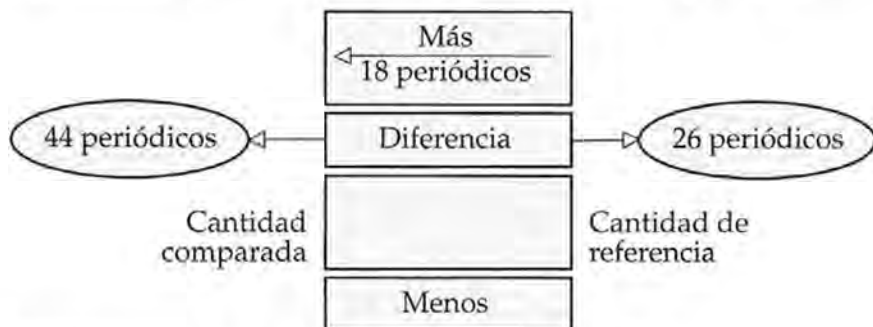 Más
18 periódicos
44 periódicos
Diferencia
26 periódicos
Cantidad
comparada
Cantidad de
referencia
Menos